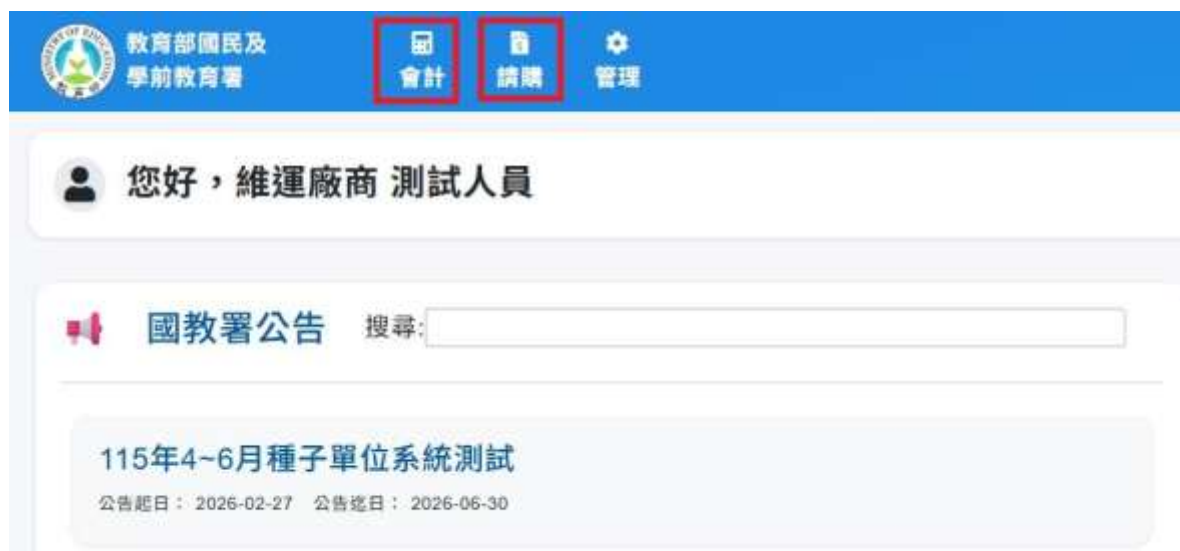 教育部國民及
學前教育署
會計
請購
管理
您好，維運廠商 測試人員
國教署公告
搜尋:
115年4~6月種子單位系統測試
公告起日： 2026-02-27 公告迄日： 2026-06-30